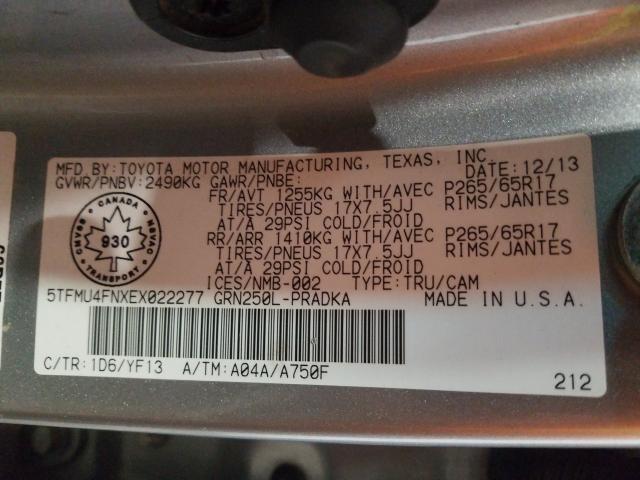 MFD BY:TOYOTA MOTOR MANUFACTURING, TEXAS, INC. DATE:12/13
GVWR/PNBV:2490KG GAWR/PNBE:
FR/AVT 1255KG WITH/AVEC P265/65R17
TIRES/PNEUS 17X7.5JJ RIMS/JANTES
AT/A 29PSI COLD/FROID
RR/ARR 1410KG WITH/AVEC P265/65R17
TIRES/PNEUS 17X7.5JJ RIMS/JANTES
AT/A 29PSI COLD/FROID
ICES/NMB-002 TYPE:TRU/CAM
CANADA
930
TRANSPORT
5TFMU4FNXEX022277 GRN250L-PRADKA MADE IN U.S.A.
C/TR:1D6/YF13 A/TM:A04A/A750F
212